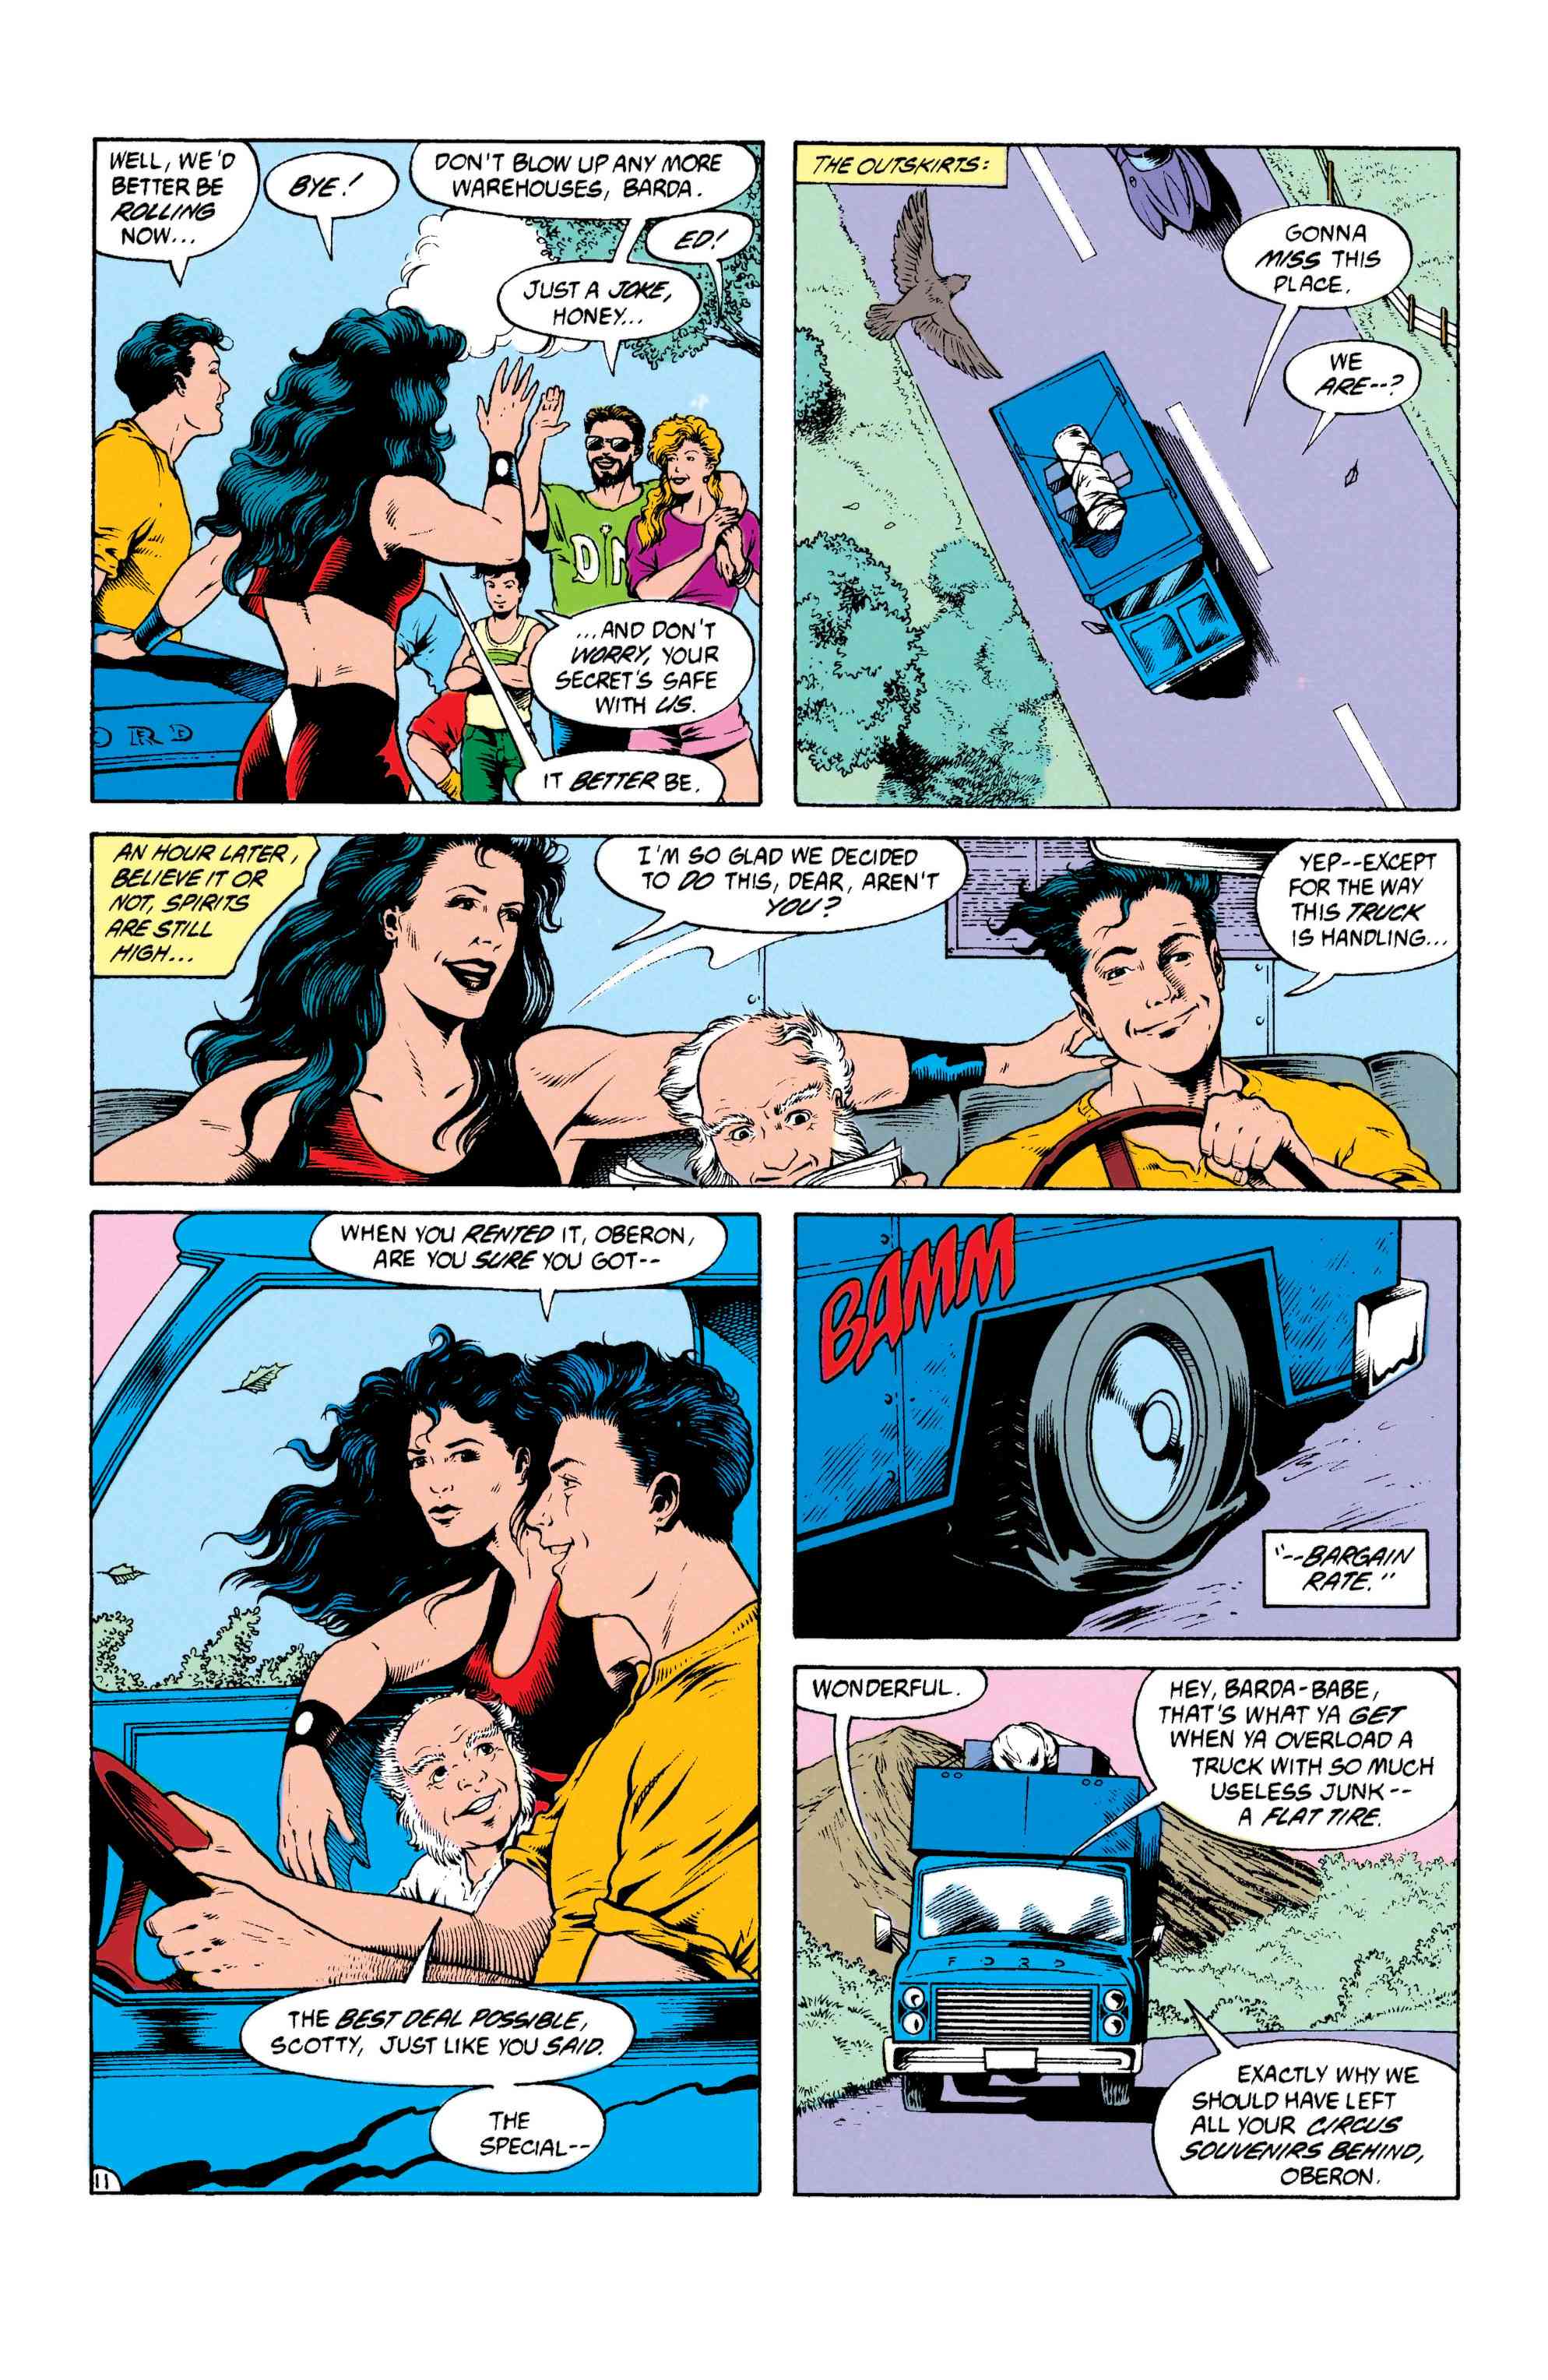 WELL, WE'D
BETTER BE
ROLLING
NOW...
BYE!
DON'T BLOW UP ANY MORE
WAREHOUSES, BARDA.
ED!
JUST A JOKE,
HONEY...
...AND DON'T
WORRY, YOUR
SECRET'S SAFE
WITH US.
IT BETTER BE.
ORD
THE OUTSKIRTS:
GONNA
MISS THIS
PLACE.
WE
ARE--?
AN HOUR LATER,
BELIEVE IT OR
NOT, SPIRITS
ARE STILL
HIGH...
I'M SO GLAD WE DECIDED
TO DO THIS, DEAR, AREN'T
YOU?
YEP--EXCEPT
FOR THE WAY
THIS TRUCK
IS HANDLING...
WHEN YOU RENTED IT, OBERON,
ARE YOU SURE YOU GOT--
THE BEST DEAL POSSIBLE,
SCOTTY, JUST LIKE YOU SAID.
THE
SPECIAL--
11
BAMM
"--BARGAIN
RATE."
WONDERFUL.
HEY, BARDA-BABE,
THAT'S WHAT YA GET
WHEN YA OVERLOAD A
TRUCK WITH SO MUCH
USELESS JUNK--
A FLAT TIRE.
FORD
EXACTLY WHY WE
SHOULD HAVE LEFT
ALL YOUR CIRCUS
SOUVENIRS BEHIND,
OBERON.